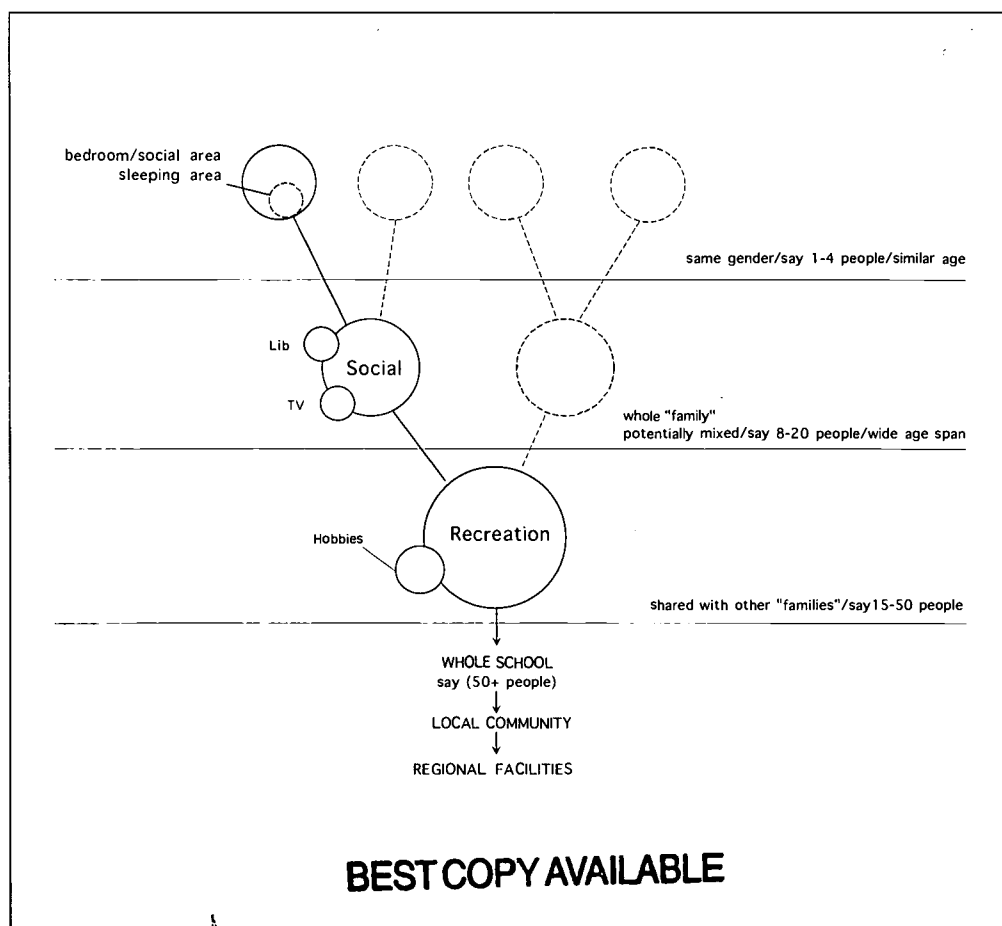 bedroom/social area
sleeping area
same gender/say 1-4 people/similar age
Lib
Social
TV
whole "family"
potentially mixed/say 8-20 people/wide age span
Recreation
Hobbies
shared with other "families"/say 15-50 people
WHOLE SCHOOL
say (50+ people)
LOCAL COMMUNITY
REGIONAL FACILITIES
BEST COPY AVAILABLE